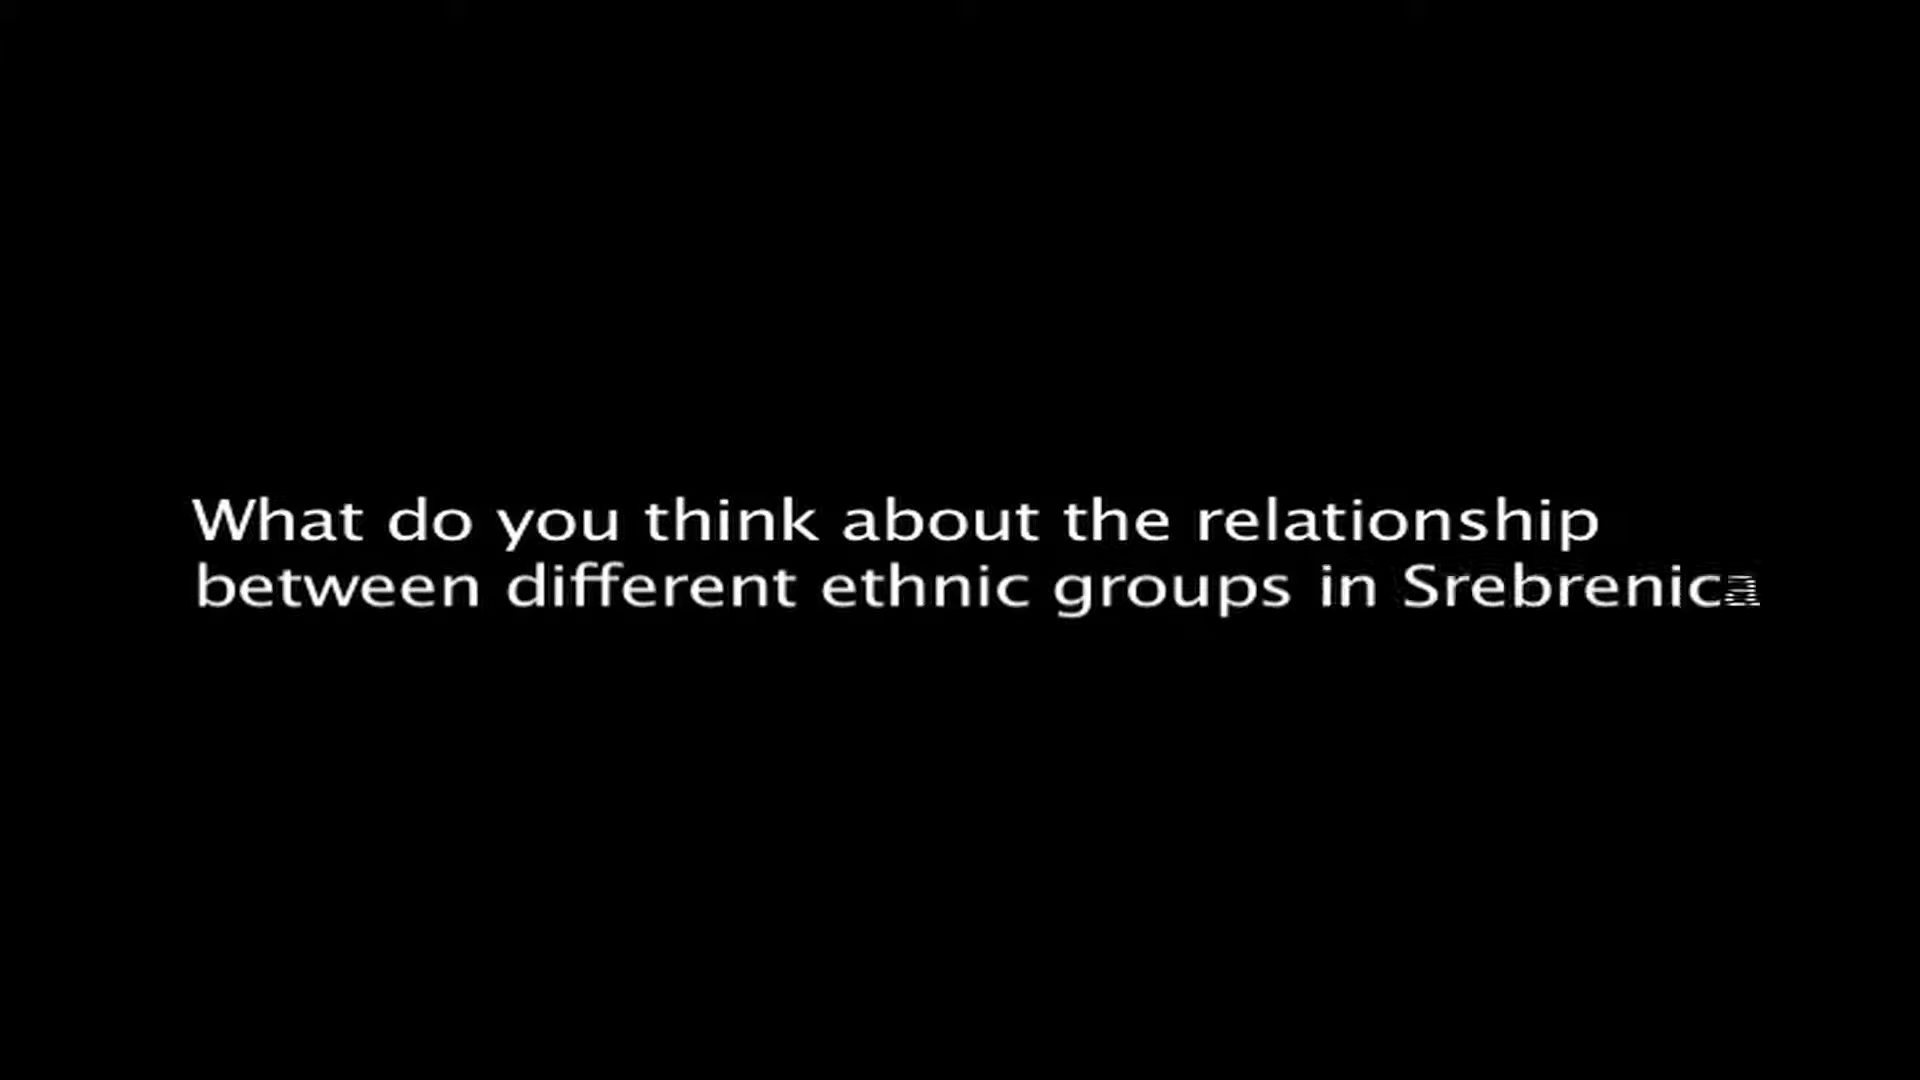 What do you think about the relationship
between different ethnic groups in Srebrenica